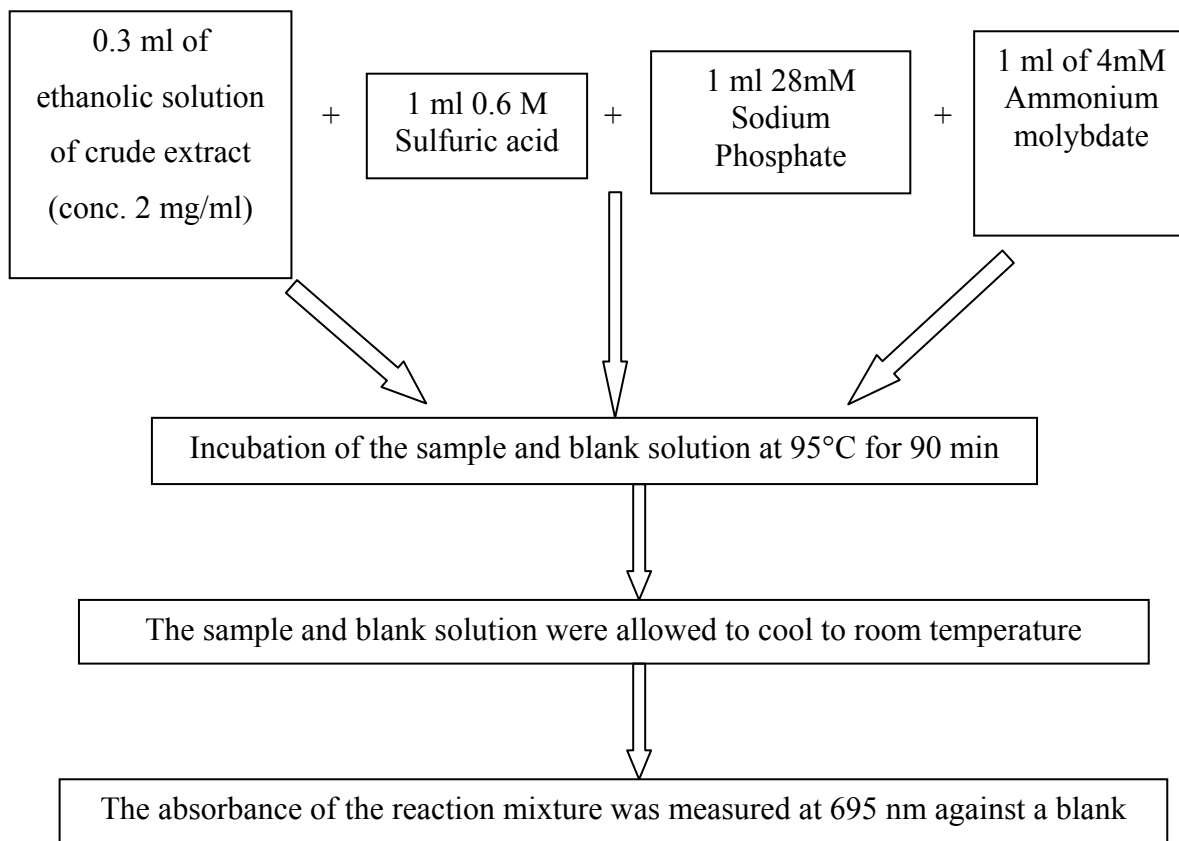 0.3 ml of
ethanolic solution
of crude extract
(conc. 2 mg/ml)
+
1 ml 0.6 M
Sulfuric acid
+
1 ml 28mM
Sodium
Phosphate
+
1 ml of 4mM
Ammonium
molybdate
Incubation of the sample and blank solution at 95°C for 90 min
The sample and blank solution were allowed to cool to room temperature
The absorbance of the reaction mixture was measured at 695 nm against a blank